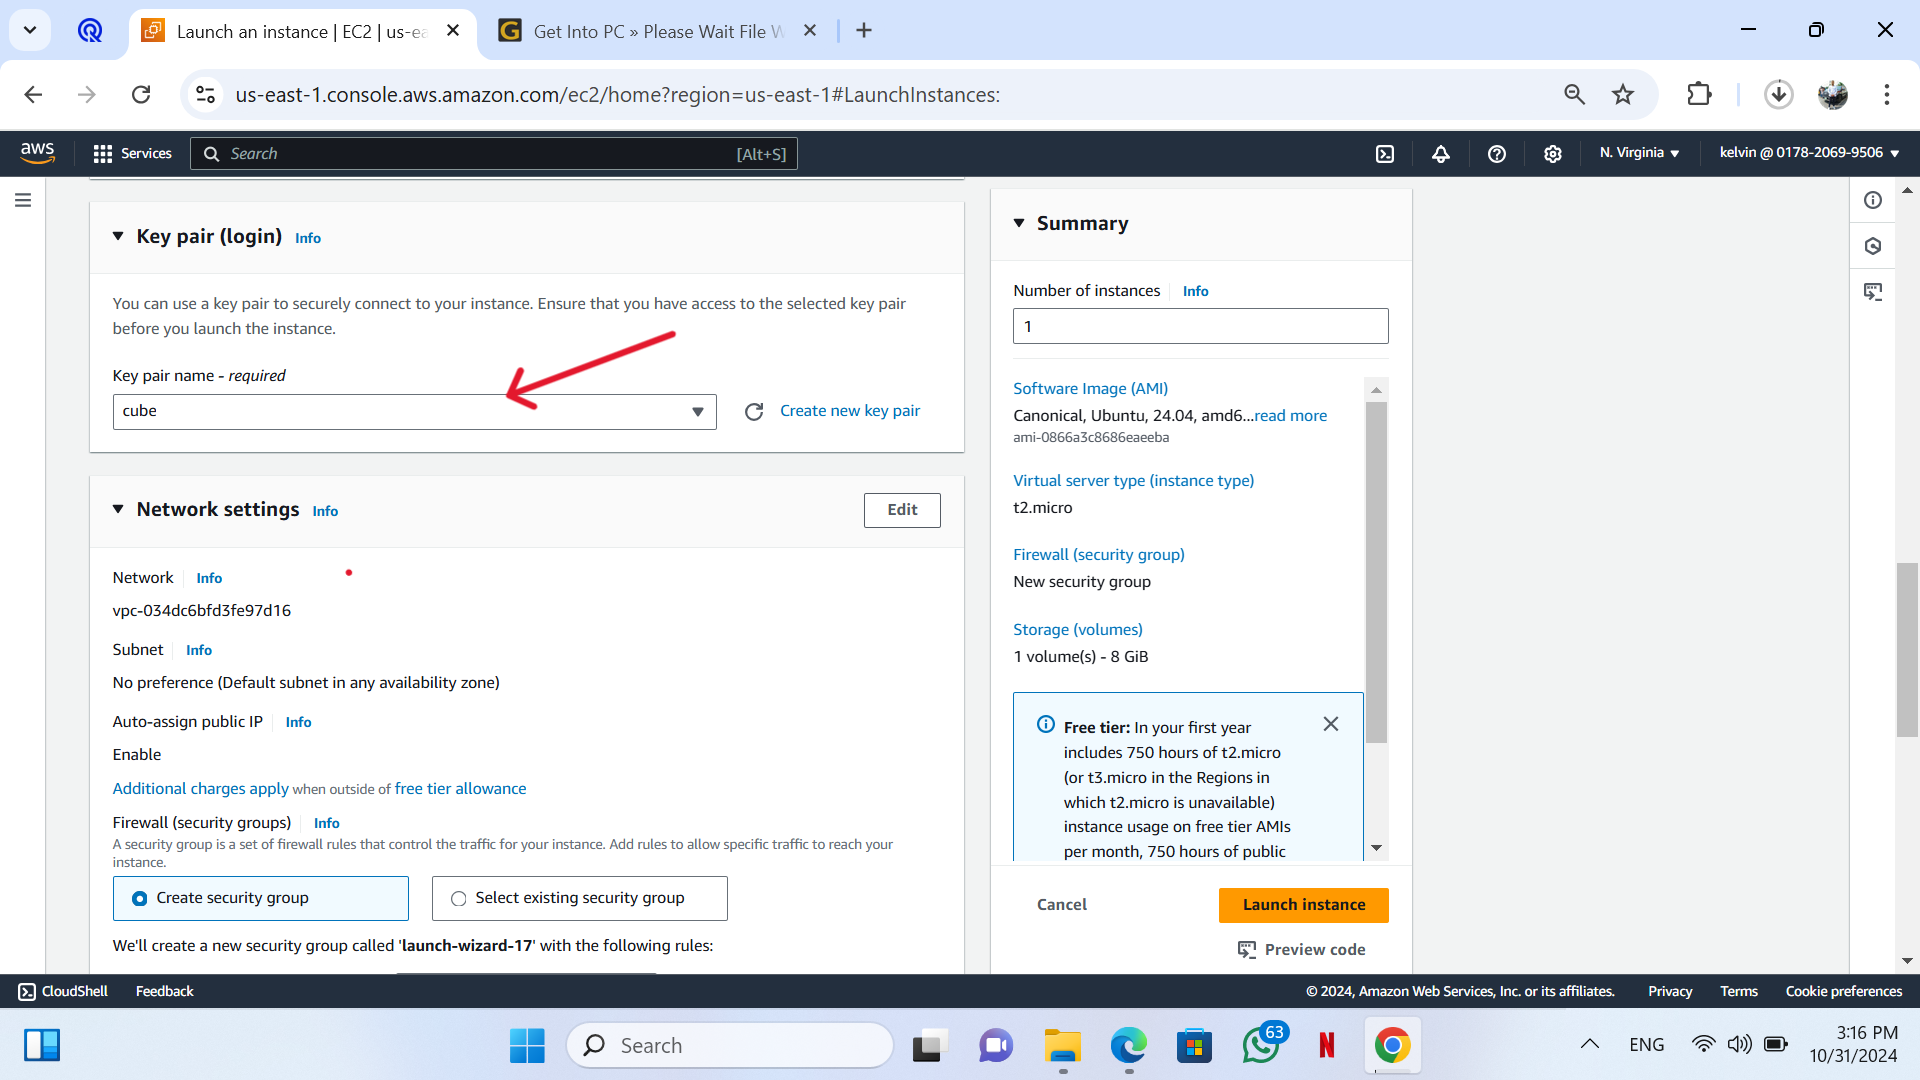 Launch an instance | EC2 | us-ea
Get Into PC » Please Wait File W
us-east-1.console.aws.amazon.com/ec2/home?region=us-east-1#LaunchInstances:
aws
Services
Search
[Alt+S]
N. Virginia
kelvin @ 0178-2069-9506
Key pair (login)
Info
You can use a key pair to securely connect to your instance. Ensure that you have access to the selected key pair
before you launch the instance.
Key pair name - required
cube
Create new key pair
Network settings
Info
Edit
Network
Info
vpc-034dc6bfd3fe97d16
Subnet
Info
No preference (Default subnet in any availability zone)
Auto-assign public IP
Info
Enable
Additional charges apply when outside of free tier allowance
Firewall (security groups)
Info
A security group is a set of firewall rules that control the traffic for your instance. Add rules to allow specific traffic to reach your
instance.
Create security group
Select existing security group
We'll create a new security group called 'launch-wizard-17' with the following rules:
Summary
Number of instances
Info
1
Software Image (AMI)
Canonical, Ubuntu, 24.04, amd6...read more
ami-0866a3c8686eaeeba
Virtual server type (instance type)
t2.micro
Firewall (security group)
New security group
Storage (volumes)
1 volume(s) - 8 GiB
Free tier: In your first year
includes 750 hours of t2.micro
(or t3.micro in the Regions in
which t2.micro is unavailable)
instance usage on free tier AMIs
per month, 750 hours of public
Cancel
Launch instance
Preview code
CloudShell
Feedback
© 2024, Amazon Web Services, Inc. or its affiliates.
Privacy
Terms
Cookie preferences
Search
63
N
ENG
3:16 PM
10/31/2024